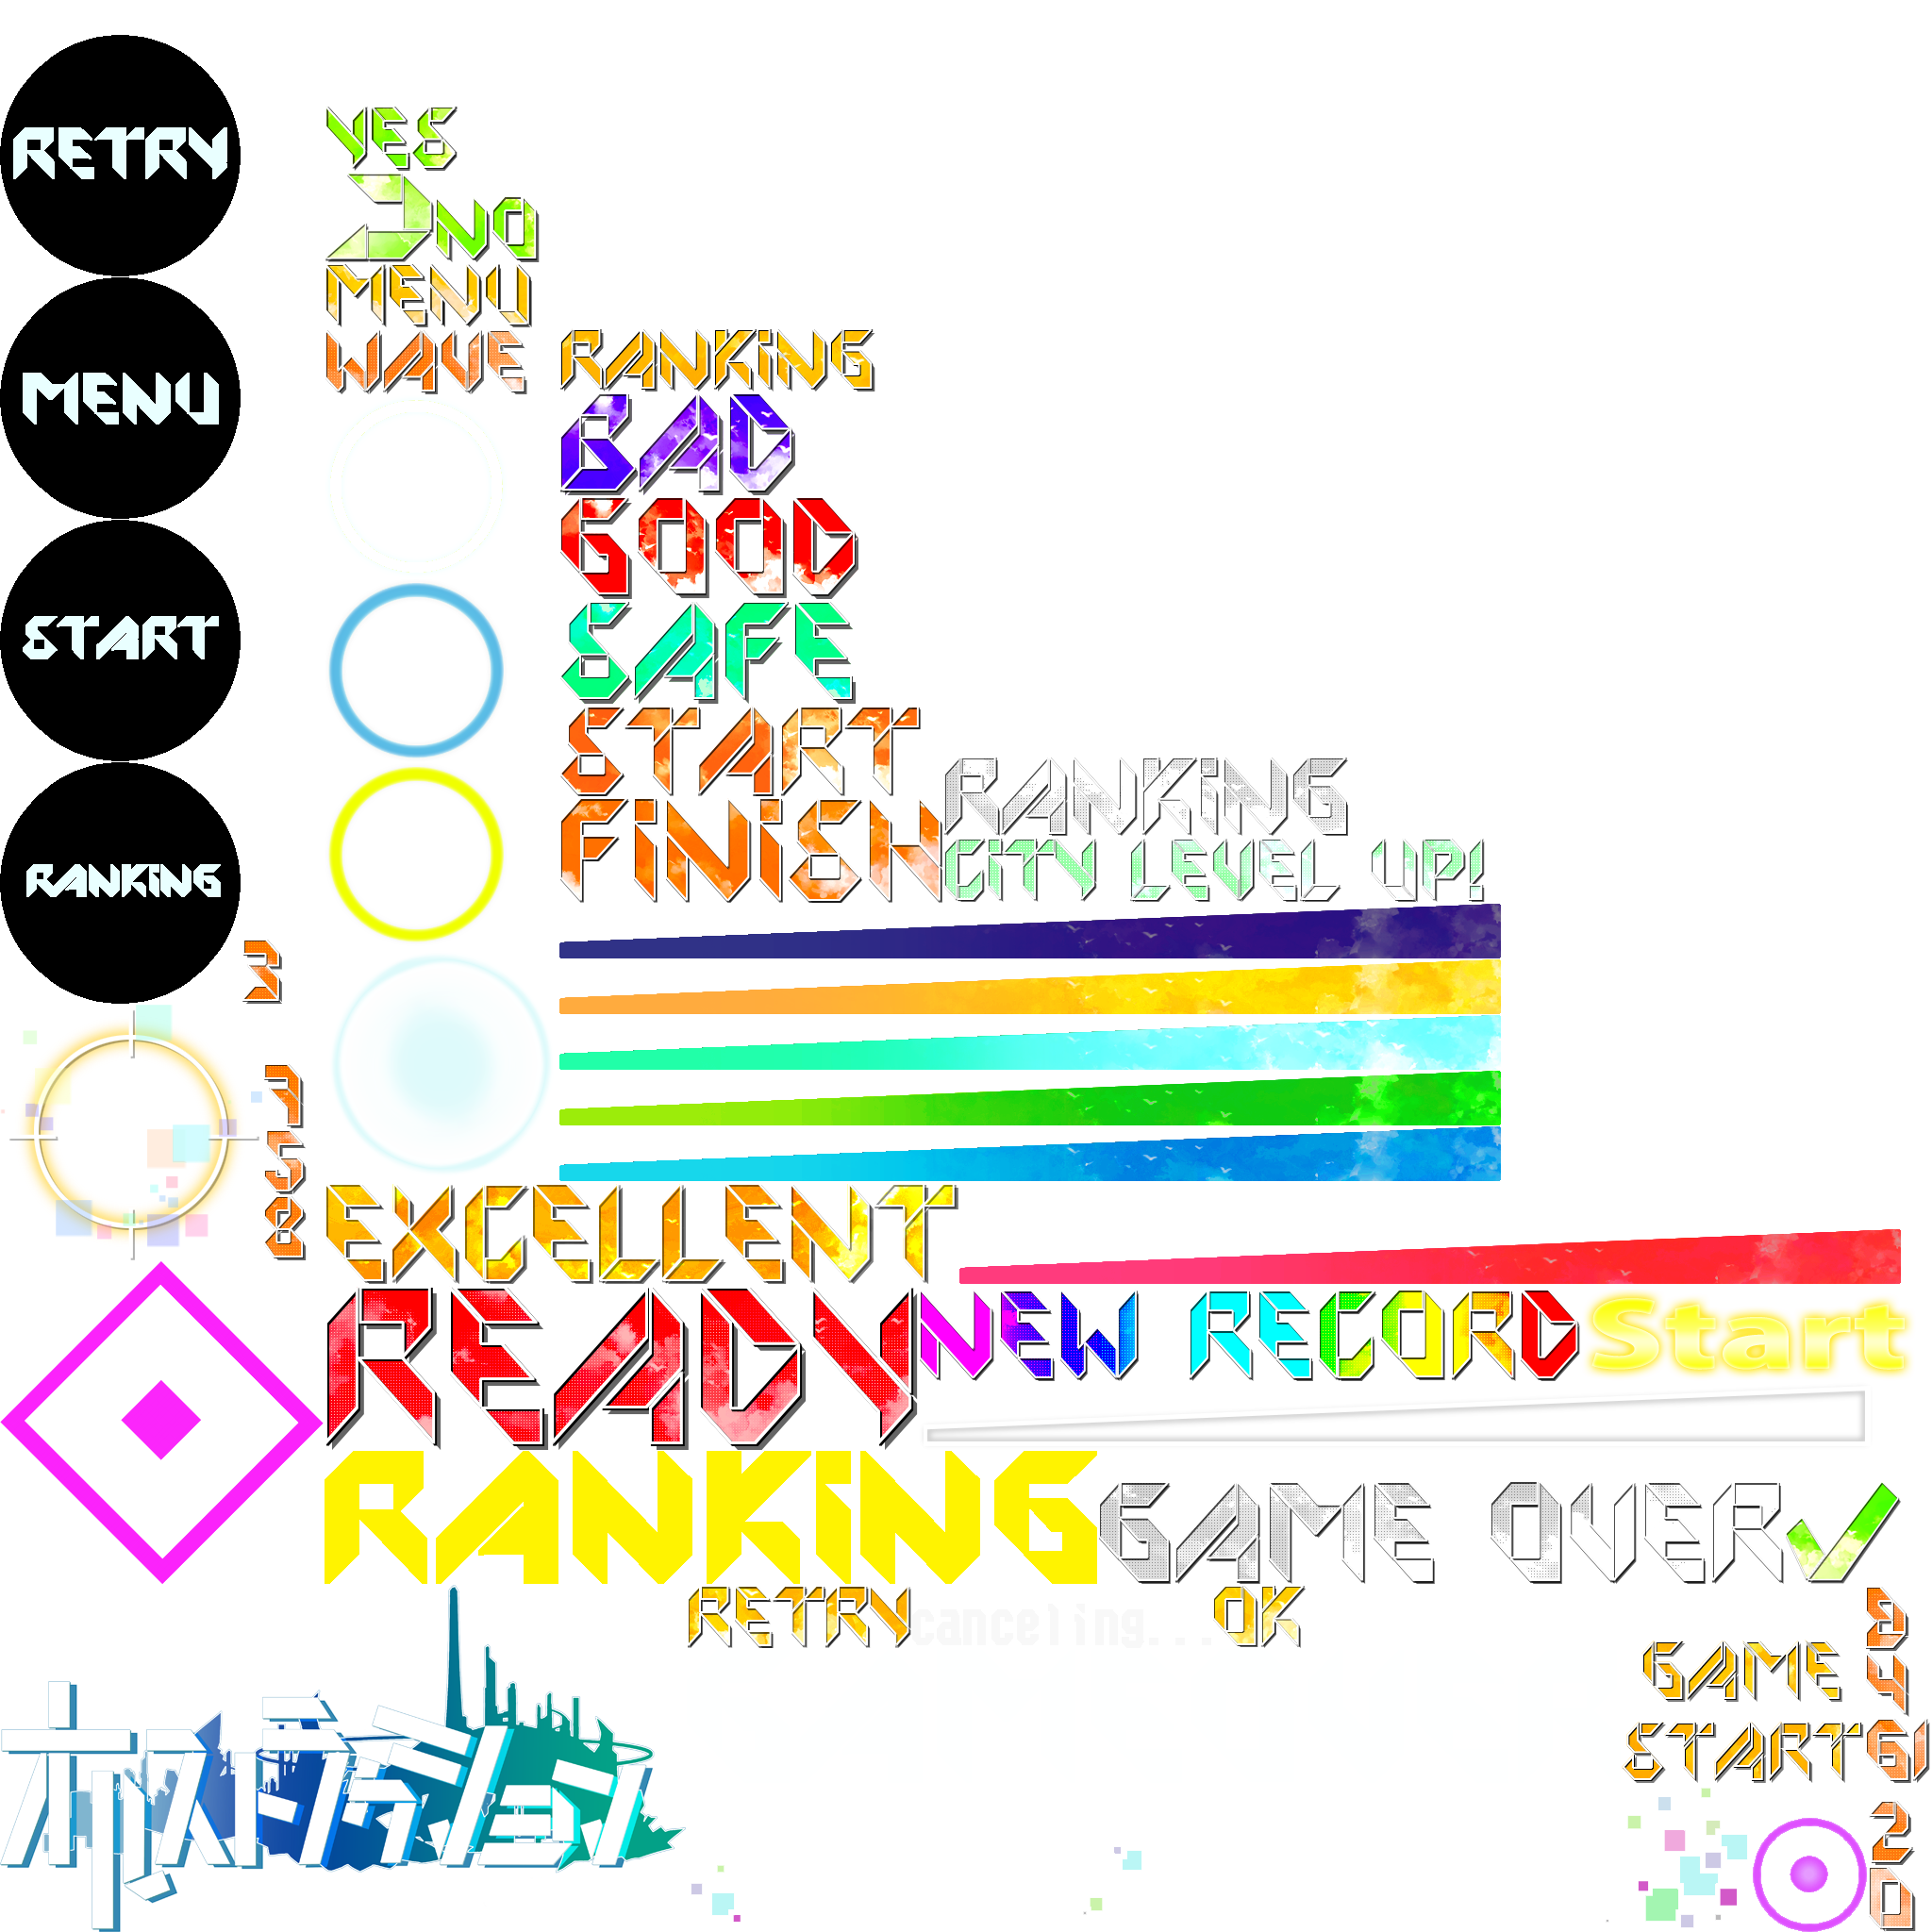 RETRY
YES
NO
MENU
MENU
WAVE
RANKING
BAD
GOOD
START
SAFE
START
RANKING
RANKING
FINISH
CITY LEVEL UP!
3
7
5
8
EXCELLENT
READY
NEW RECORD
Start
RANKING
GAME OVER
RETRY
canceling...
OK
9
GAME
4
START
6
1
2
0